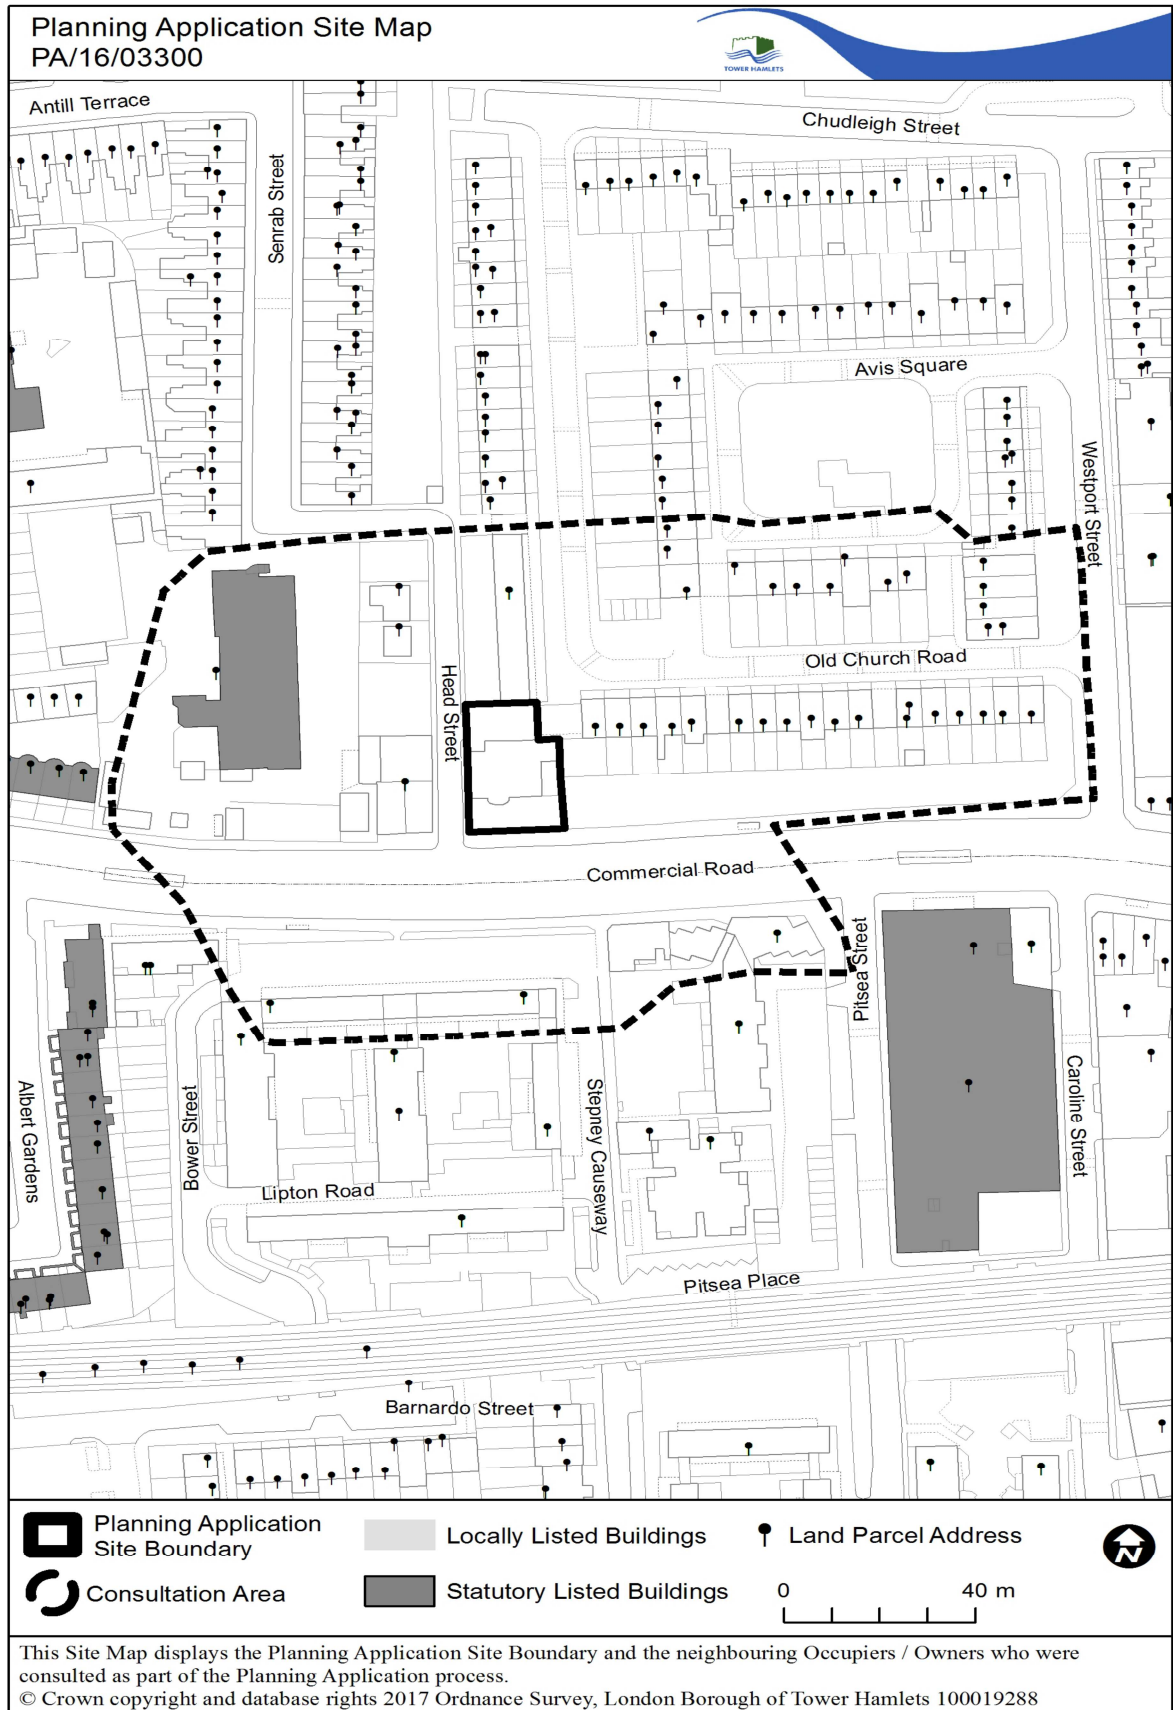 Planning Application Site Map
PA/16/03300
TOWER HAMLETS
Antill Terrace
Chudleigh Street
Senrab Street
Avis Square
Westport Street
Old Church Road
Head Street
Commercial Road
Pitsea Street
Albert Gardens
Bower Street
Stepney Causeway
Caroline Street
Lipton Road
Pitsea Place
Barnardo Street
Planning Application
Site Boundary
Locally Listed Buildings
Land Parcel Address
N
Consultation Area
Statutory Listed Buildings
0 40 m
This Site Map displays the Planning Application Site Boundary and the neighbouring Occupiers / Owners who were
consulted as part of the Planning Application process.
© Crown copyright and database rights 2017 Ordnance Survey, London Borough of Tower Hamlets 100019288